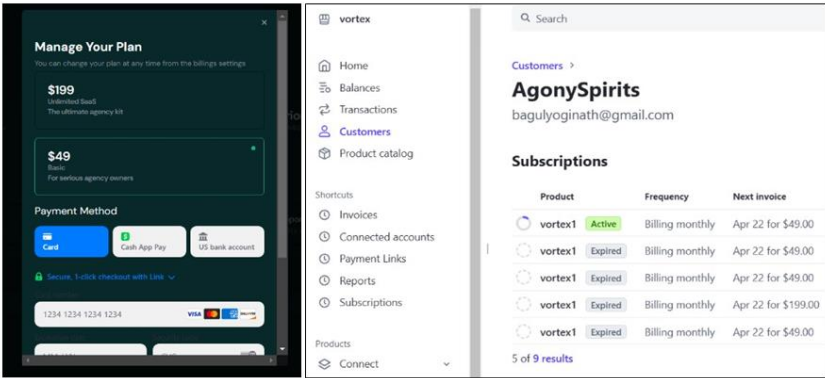 Manage Your Plan
You can change your plan at any time from the billings settings
$199
Unlimited SaaS
The ultimate agency kit
$49
Basic
For serious agency owners
Payment Method
Card
Cash App Pay
US bank account
Secure, 1-click checkout with Link
1234 1234 1234 1234
VISA
vortex
Home
Balances
Transactions
Customers
Product catalog
Shortcuts
Invoices
Connected accounts
Payment Links
Reports
Subscriptions
Products
Connect
Search
Customers >
AgonySpirits
bagulyoginath@gmail.com
Subscriptions
Product Frequency Next invoice
vortex1 Active Billing monthly Apr 22 for $49.00
vortex1 Expired Billing monthly Apr 22 for $49.00
vortex1 Expired Billing monthly Apr 22 for $49.00
vortex1 Expired Billing monthly Apr 22 for $199.00
vortex1 Expired Billing monthly Apr 22 for $49.00
5 of 9 results